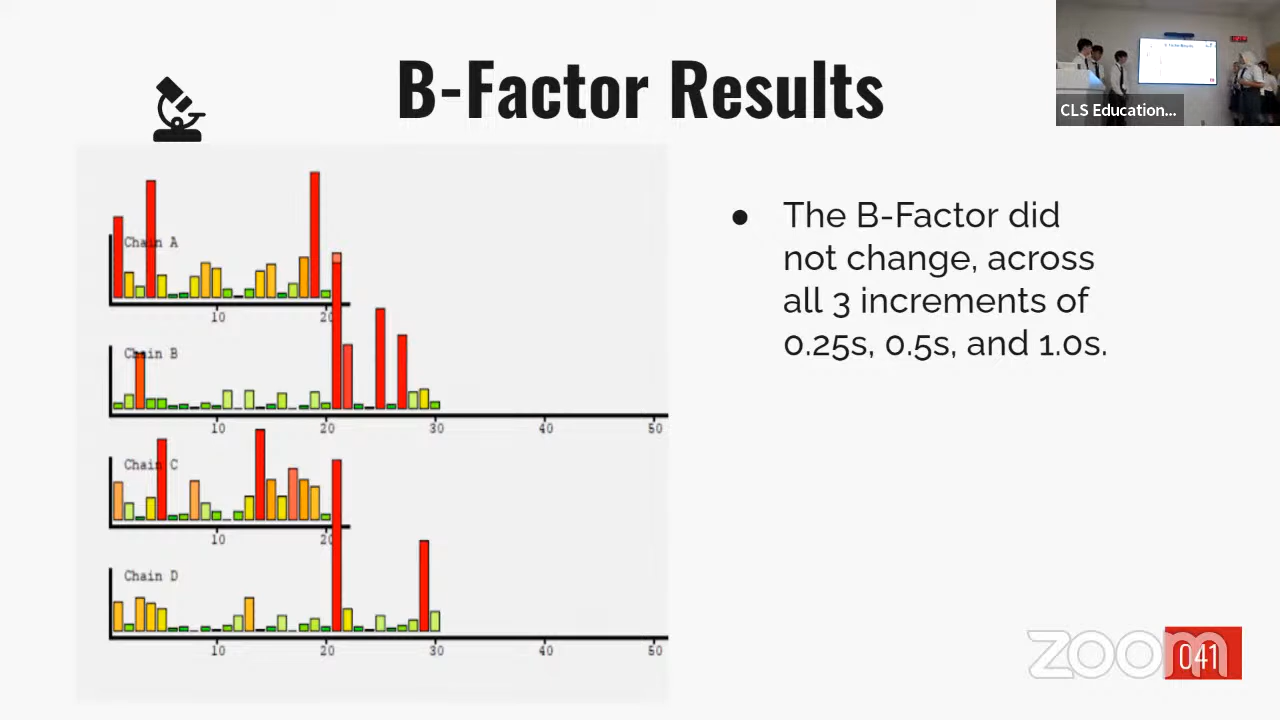 B-Factor Results
CLS Education...
Chain A
10
20
Chain B
10
20
30
40
50
Chain C
10
20
Chain D
10
20
30
40
50
● The B-Factor did
not change, across
all 3 increments of
0.25s, 0.5s, and 1.0s.
zoom
041